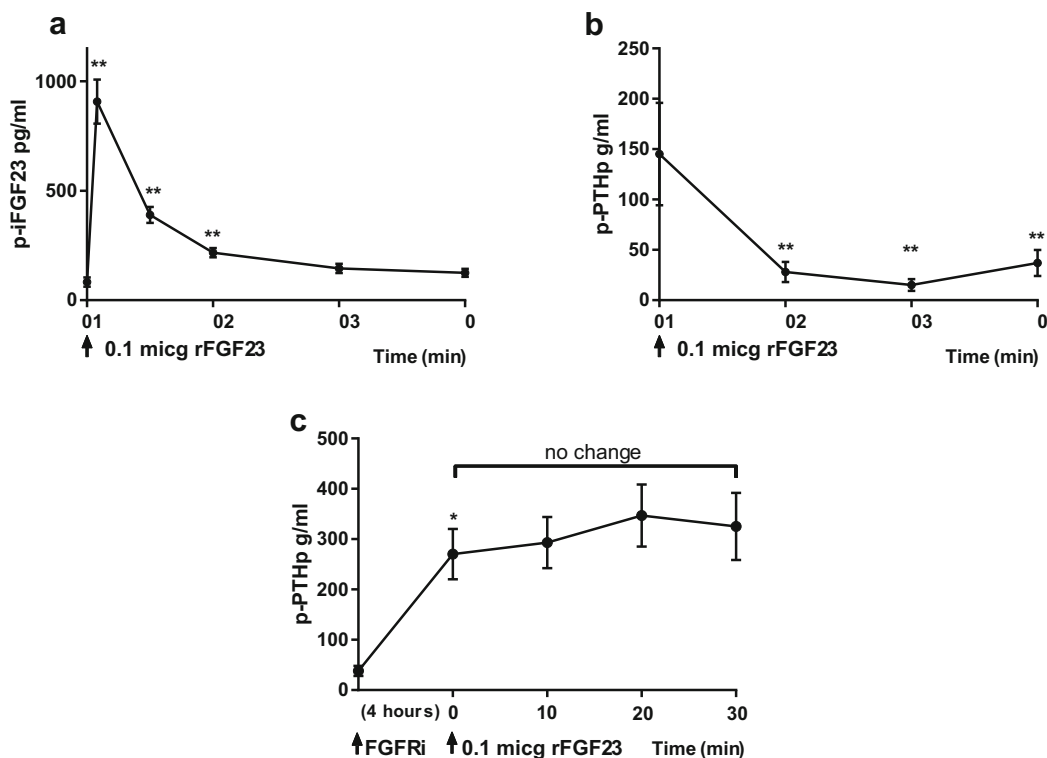 a
p-iFGF23 pg/ml
1000
500
0
**
**
**
01 02 03 0
0.1 micg rFGF23 Time (min)
b
p-PTHp g/ml
250
200
150
100
50
0
** ** **
01 02 03 0
0.1 micg rFGF23 Time (min)
c
p-PTHp g/ml
500
400
300
200
100
0
no change
*
(4 hours) 0 10 20 30
FGFRi 0.1 micg rFGF23 Time (min)